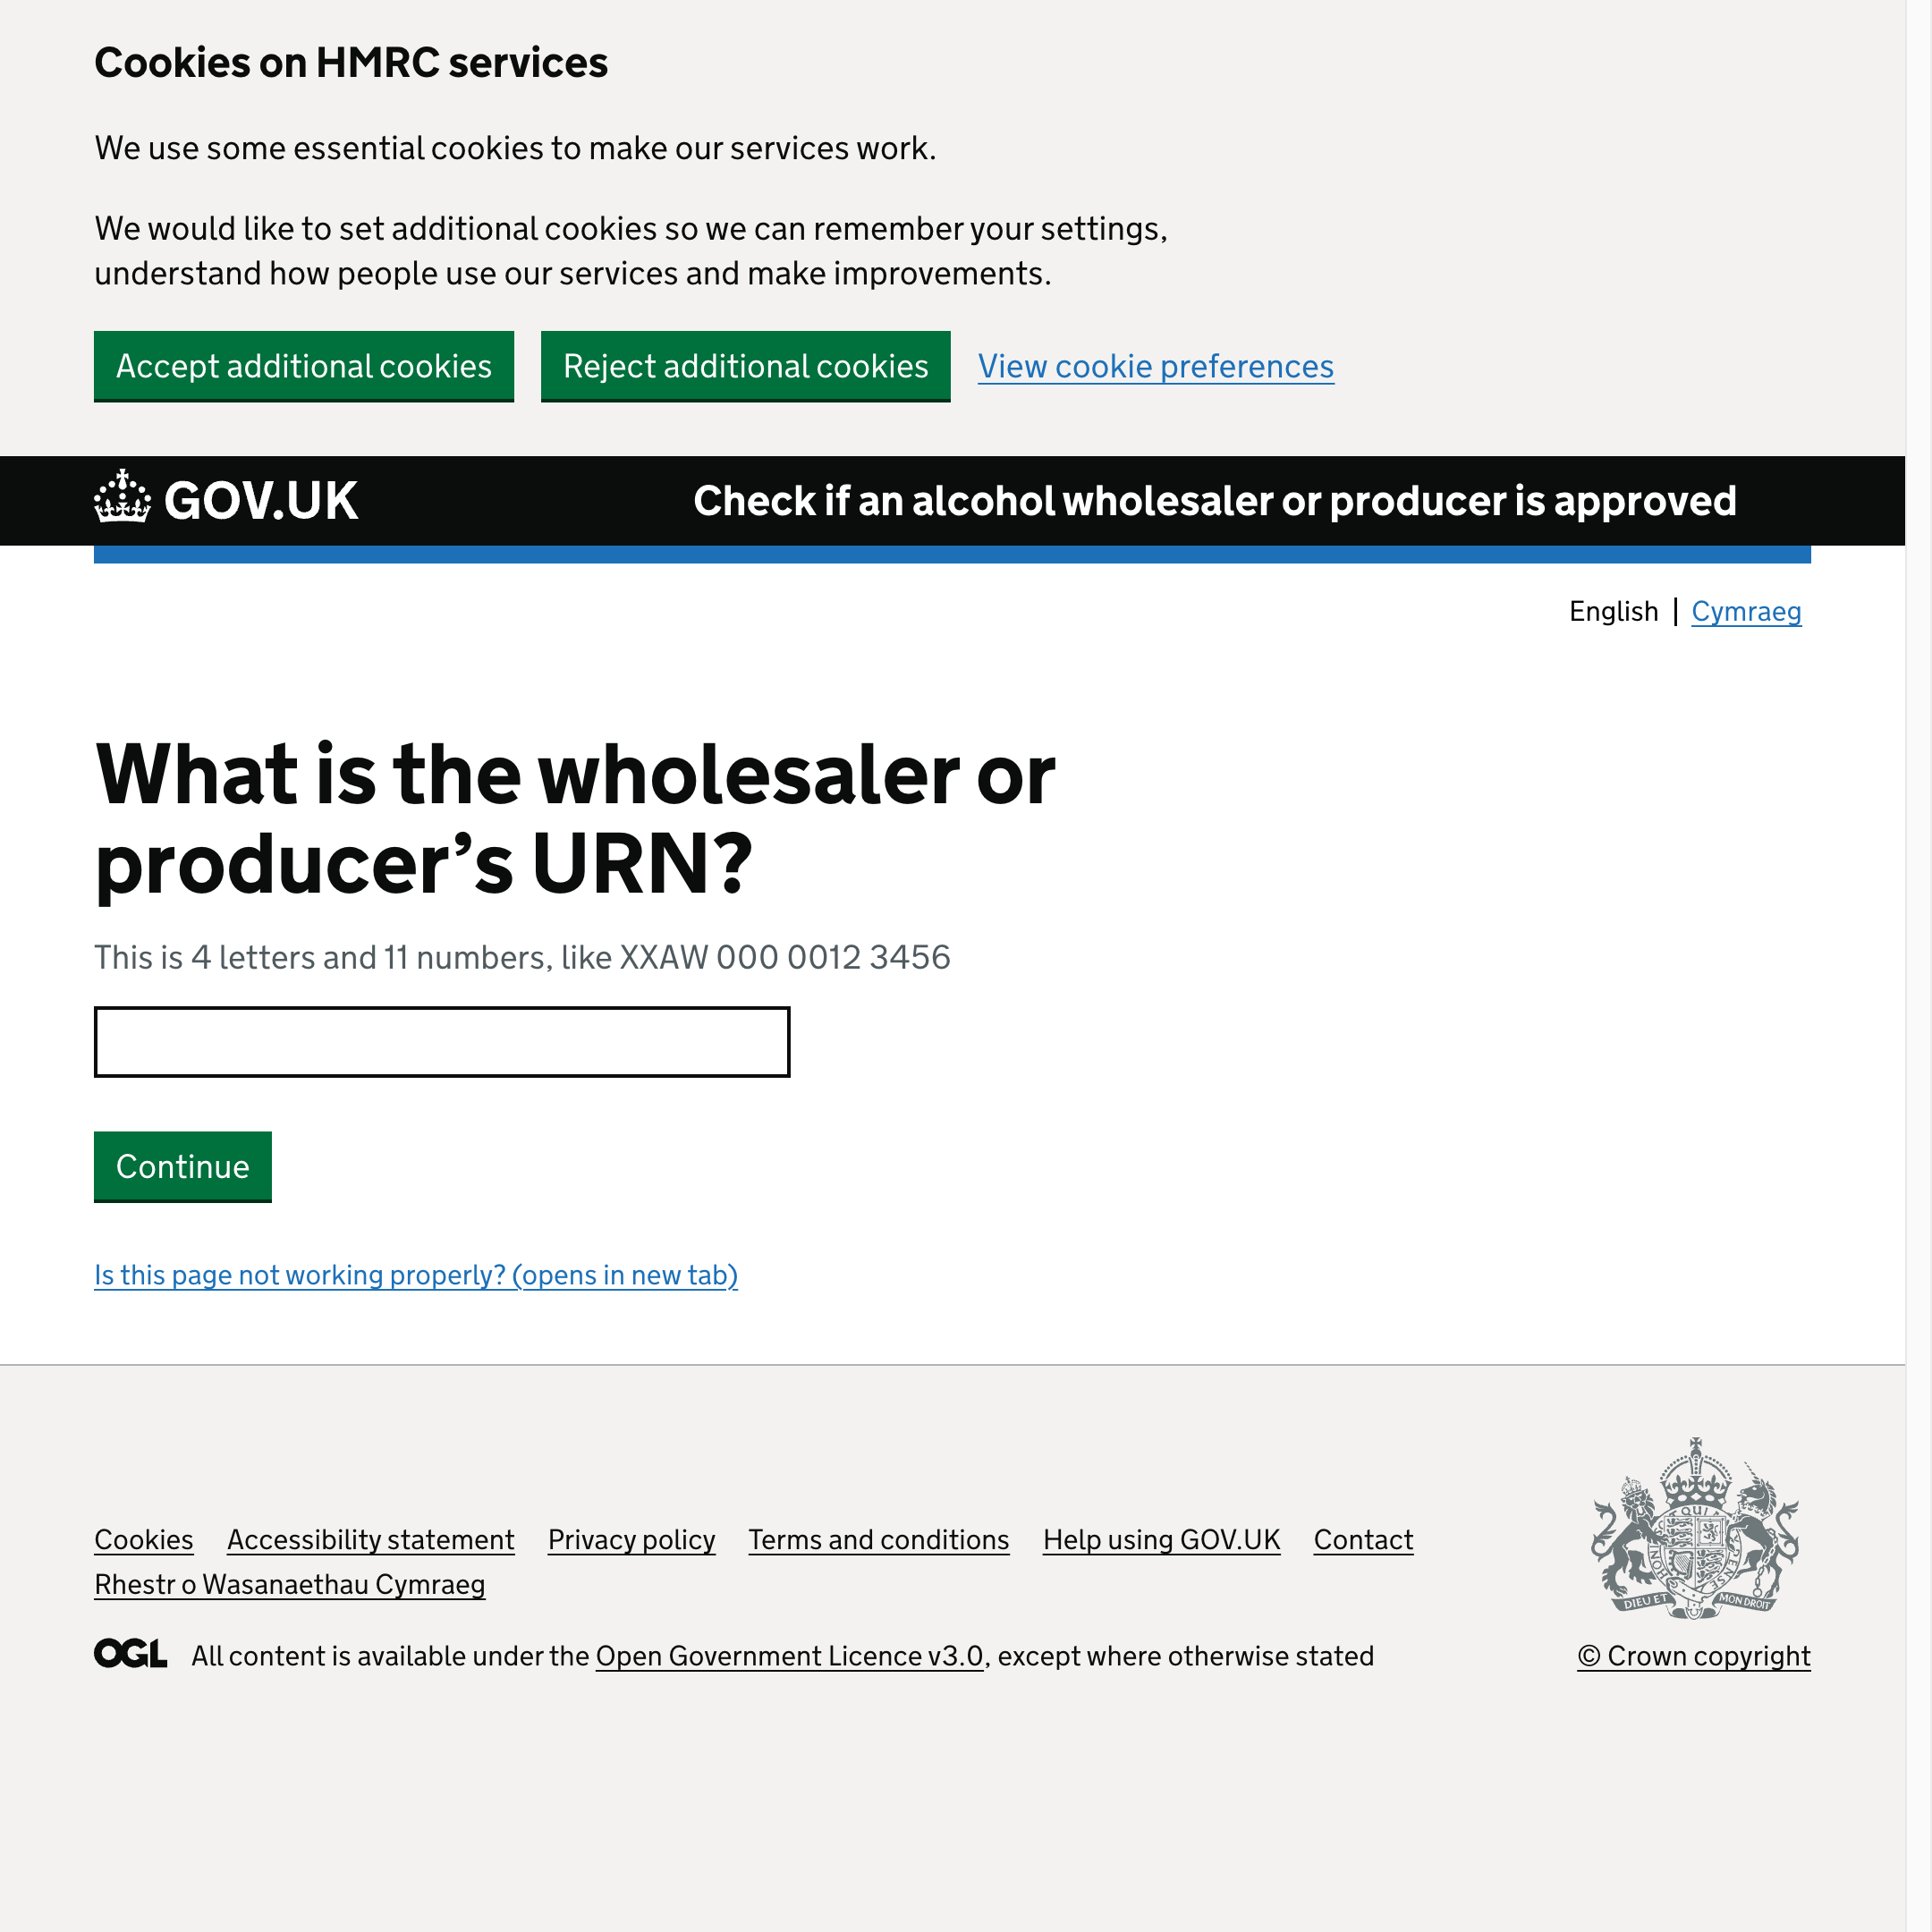 Cookies on HMRC services
We use some essential cookies to make our services work.
We would like to set additional cookies so we can remember your settings,
understand how people use our services and make improvements.
Accept additional cookies Reject additional cookies View cookie preferences
GOV.UK Check if an alcohol wholesaler or producer is approved
English | Cymraeg
What is the wholesaler or
producer’s URN?
This is 4 letters and 11 numbers, like XXAW 000 0012 3456
Continue
Is this page not working properly? (opens in new tab)
Cookies Accessibility statement Privacy policy Terms and conditions Help using GOV.UK Contact
Rhestr o Wasanaethau Cymraeg
DIEU ET MON DROIT
OGL All content is available under the Open Government Licence v3.0, except where otherwise stated
© Crown copyright